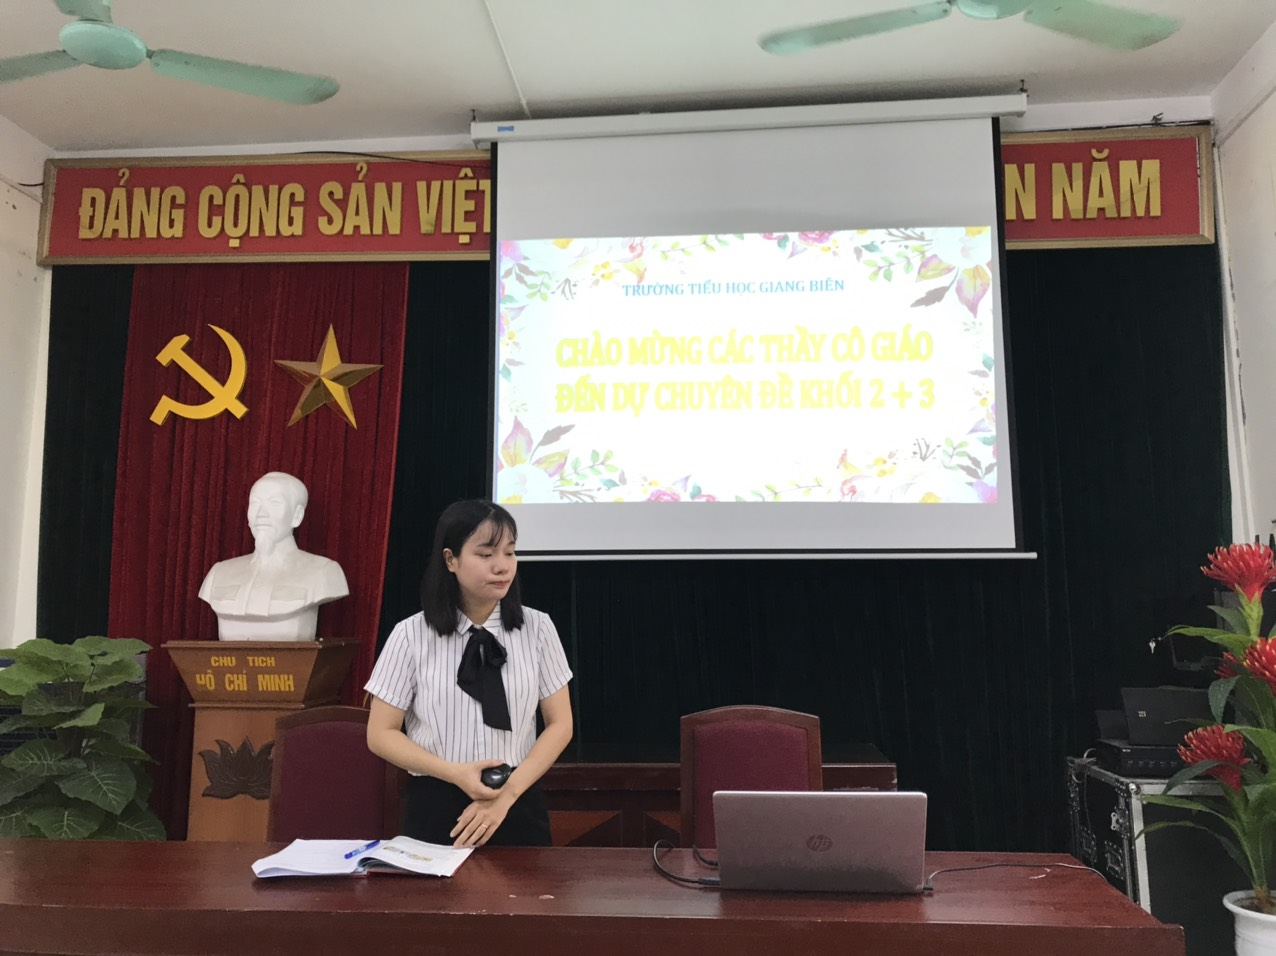 ĐẢNG CỘNG SẢN VIỆT
N NĂM
TRƯỜNG TIỂU HỌC GIANG BIÊN
CHÀO MỪNG CÁC THẦY CÔ GIÁO
ĐẾN DỰ CHUYÊN ĐỀ KHỐI 2 + 3
CHỦ TỊCH
HỒ CHÍ MINH
hp